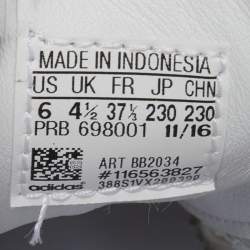 MADE IN INDONESIA
US UK FR JP CHN
6 4½ 37⅓ 230 230
PRB 698001 11/16
ART BB2034
#116563827
adidas